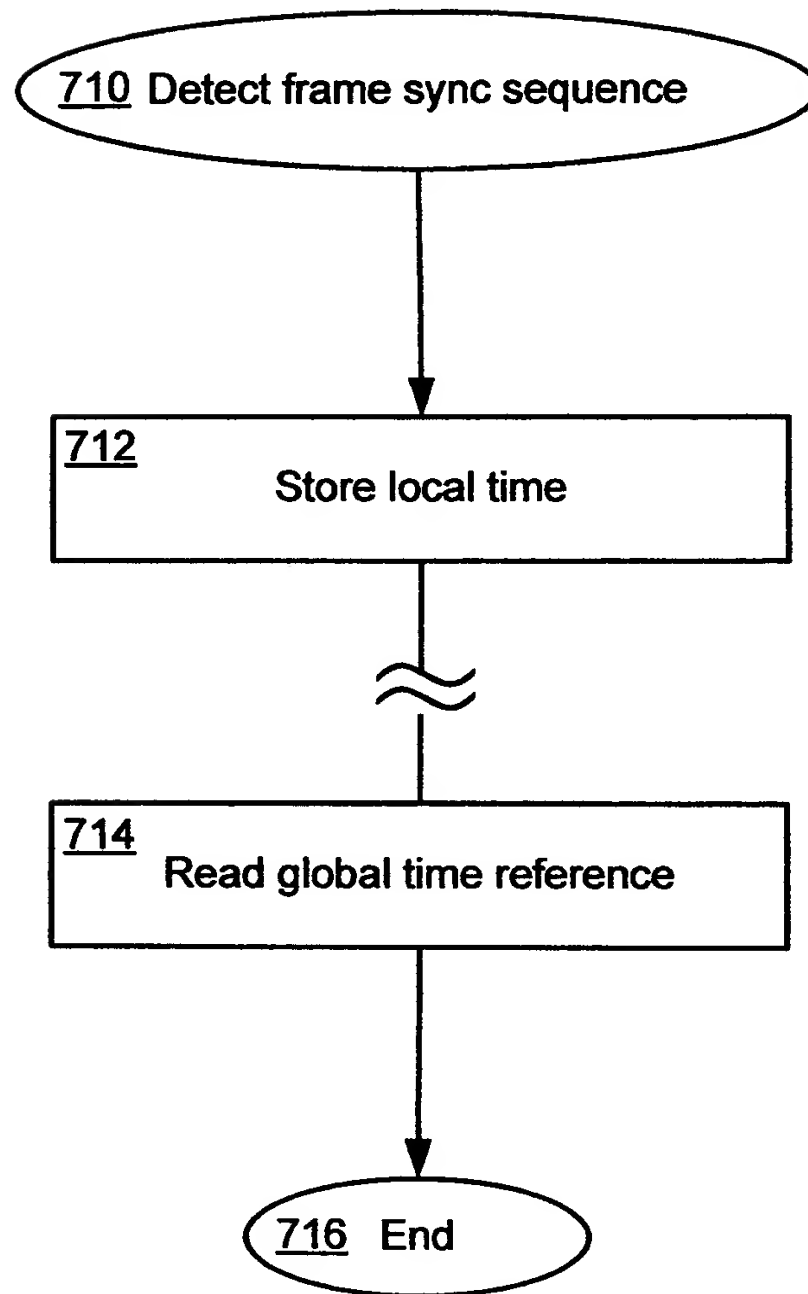 710 Detect frame sync sequence
712
Store local time
714
Read global time reference
716 End